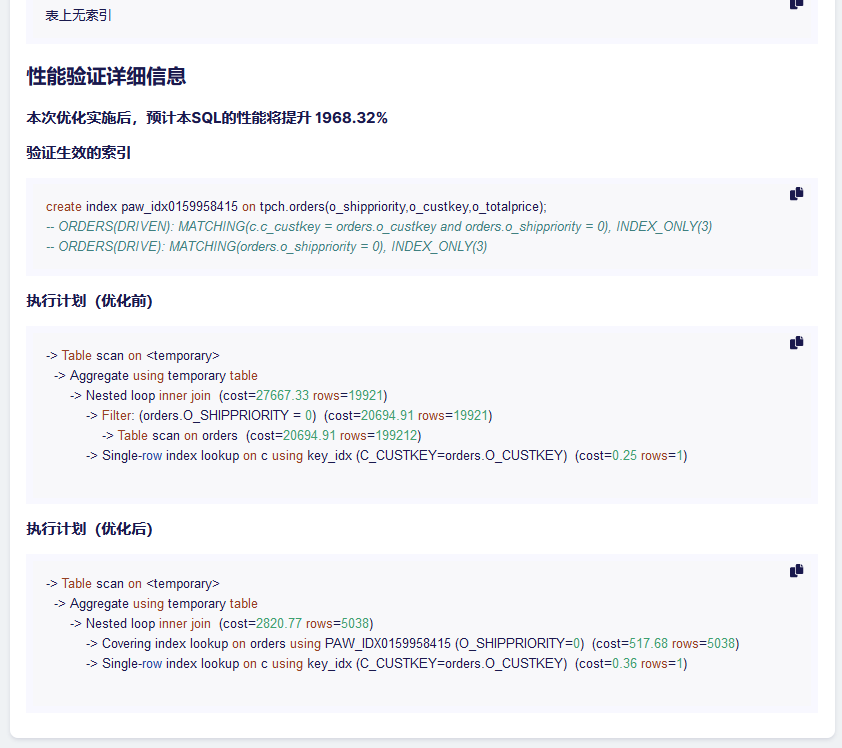 表上无索引
性能验证详细信息
本次优化实施后，预计本SQL的性能将提升 1968.32%
验证生效的索引
create index paw_idx0159958415 on tpch.orders(o_shippriority,o_custkey,o_totalprice);
-- ORDERS(DRIVEN): MATCHING(c.c_custkey = orders.o_custkey and orders.o_shippriority = 0), INDEX_ONLY(3)
-- ORDERS(DRIVE): MATCHING(orders.o_shippriority = 0), INDEX_ONLY(3)
执行计划（优化前）
-> Table scan on <temporary>
-> Aggregate using temporary table
-> Nested loop inner join  (cost=27667.33 rows=19921)
-> Filter: (orders.O_SHIPPRIORITY = 0)  (cost=20694.91 rows=19921)
-> Table scan on orders  (cost=20694.91 rows=199212)
-> Single-row index lookup on c using key_idx (C_CUSTKEY=orders.O_CUSTKEY)  (cost=0.25 rows=1)
执行计划（优化后）
-> Table scan on <temporary>
-> Aggregate using temporary table
-> Nested loop inner join  (cost=2820.77 rows=5038)
-> Covering index lookup on orders using PAW_IDX0159958415 (O_SHIPPRIORITY=0)  (cost=517.68 rows=5038)
-> Single-row index lookup on c using key_idx (C_CUSTKEY=orders.O_CUSTKEY)  (cost=0.36 rows=1)